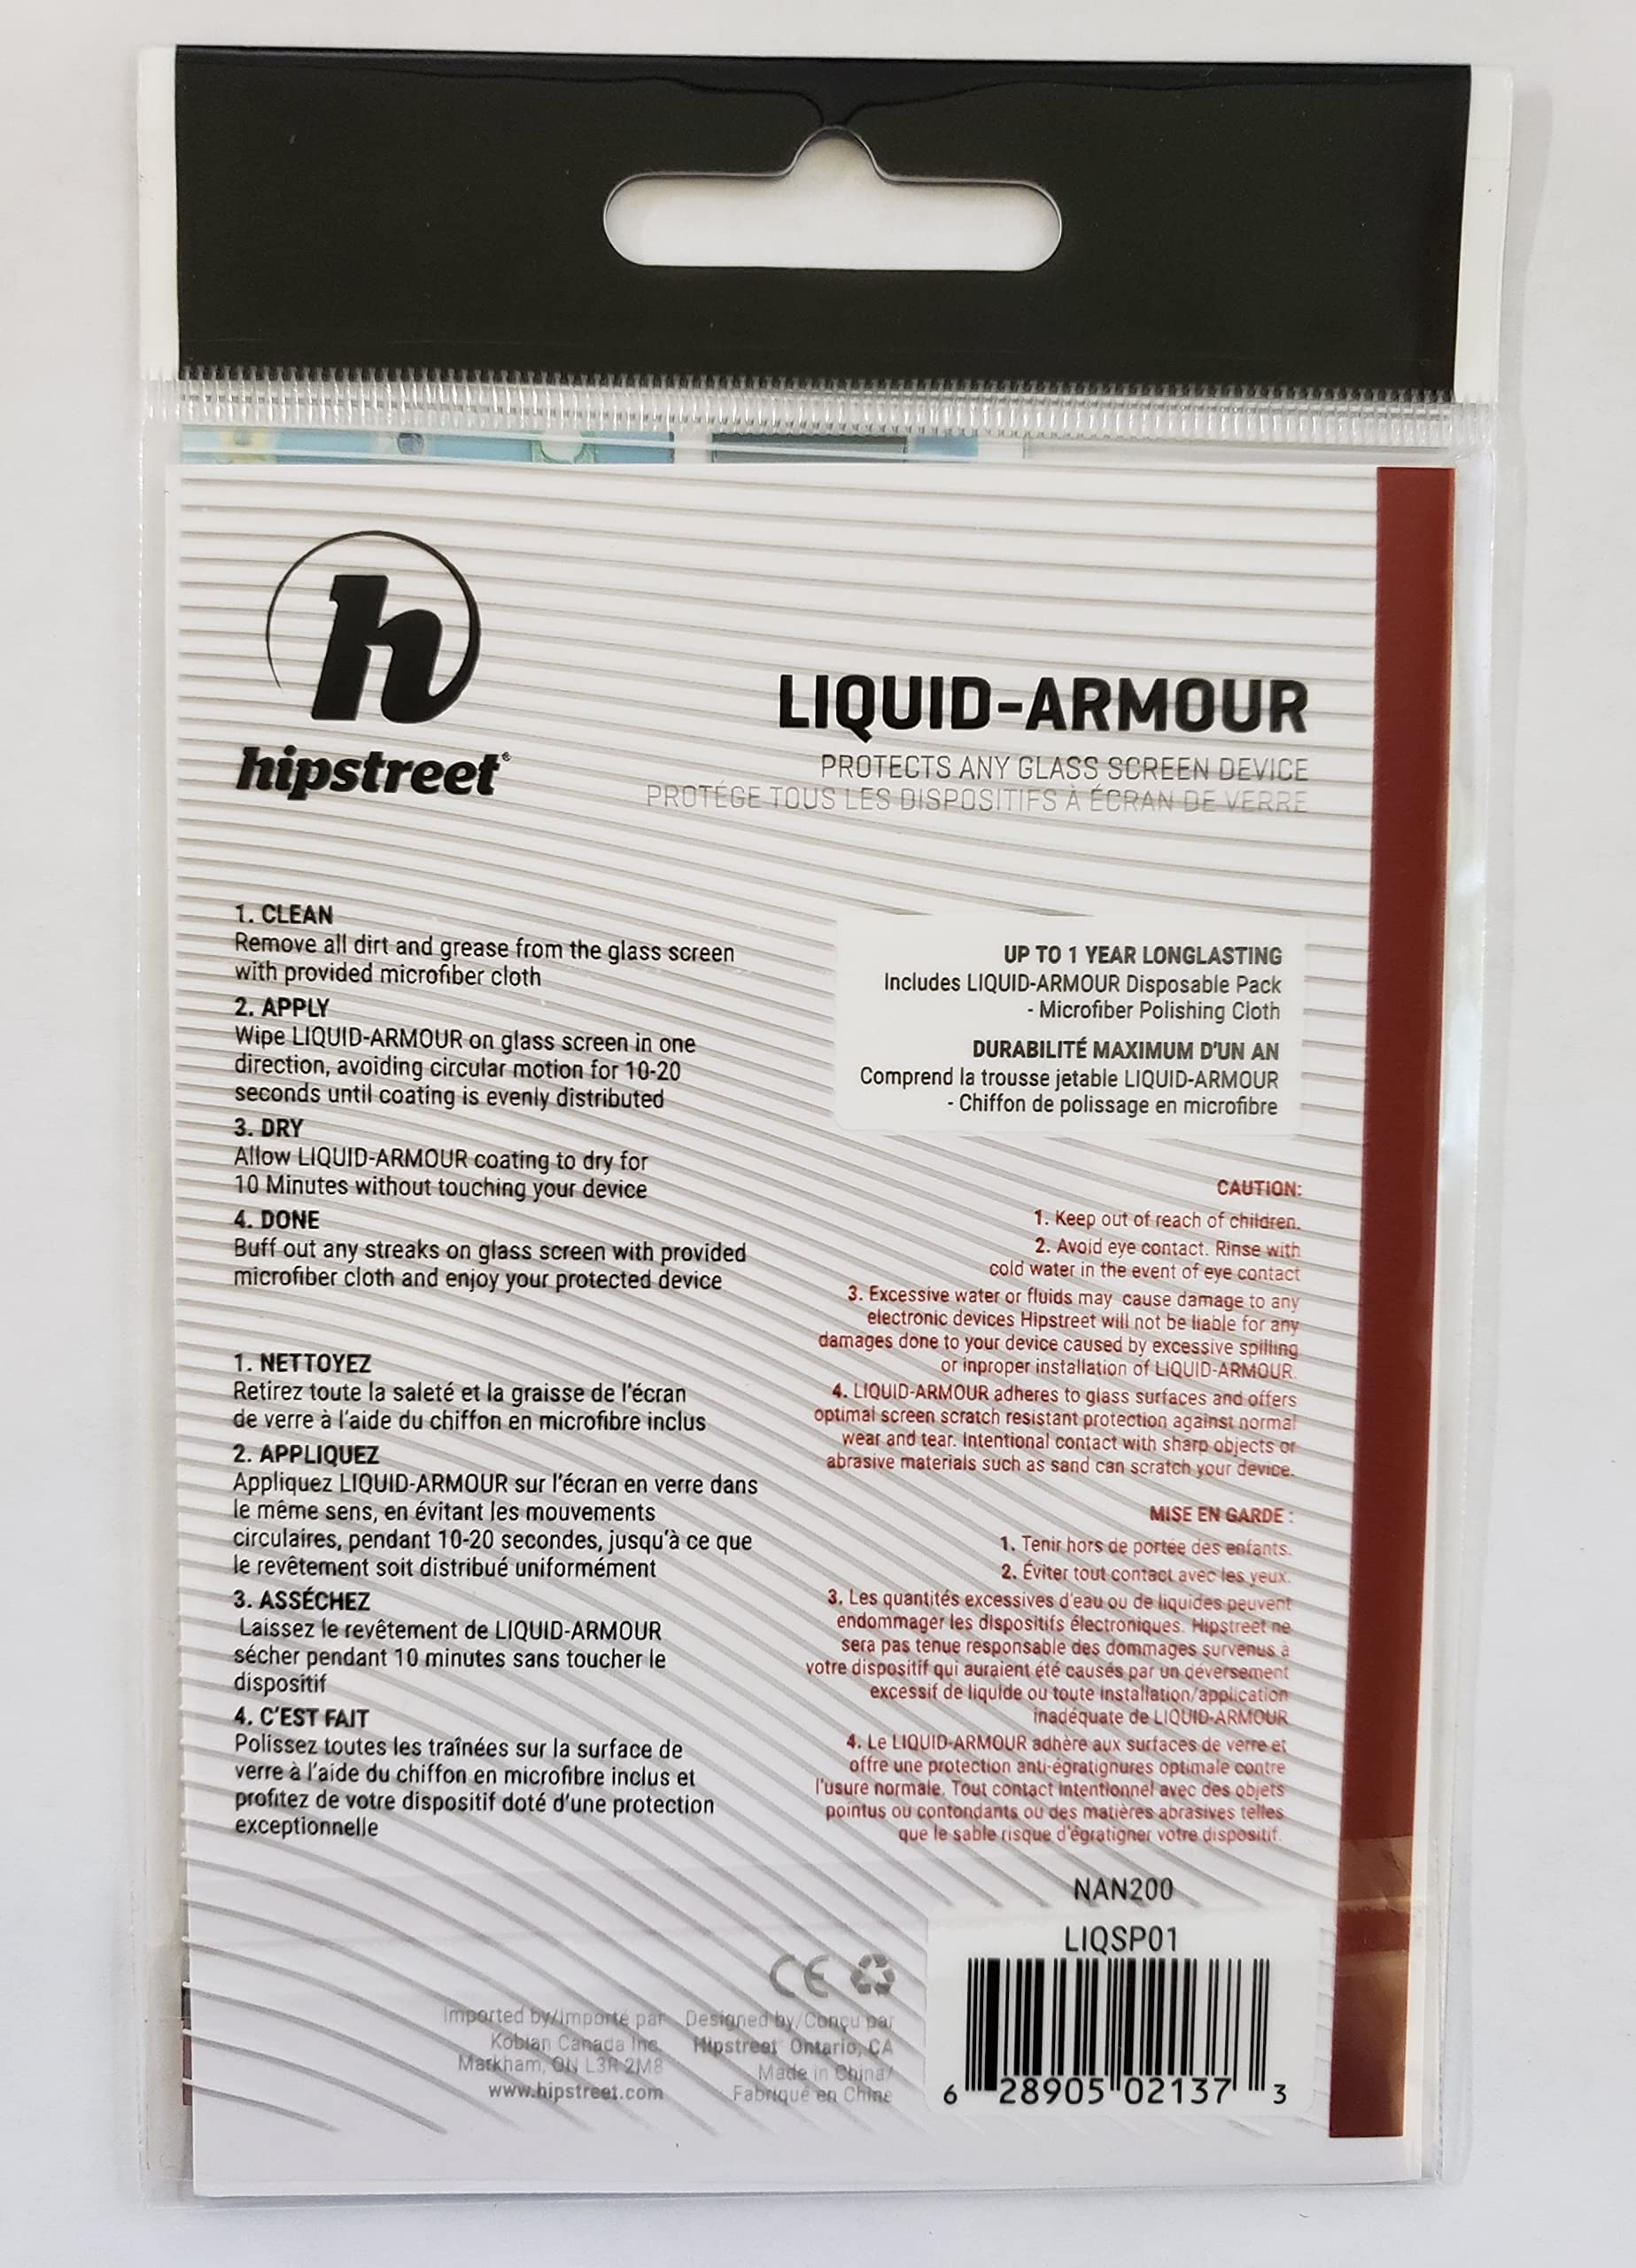 h
hipstreet®
LIQUID-ARMOUR
PROTECTS ANY GLASS SCREEN DEVICE
PROTÉGE TOUS LES DISPOSITIFS À ÉCRAN DE VERRE
1. CLEAN
Remove all dirt and grease from the glass screen
with provided microfiber cloth
2. APPLY
Wipe LIQUID-ARMOUR on glass screen in one
direction, avoiding circular motion for 10-20
seconds until coating is evenly distributed
3. DRY
Allow LIQUID-ARMOUR coating to dry for
10 Minutes without touching your device
4. DONE
Buff out any streaks on glass screen with provided
microfiber cloth and enjoy your protected device
1. NETTOYEZ
Retirez toute la saleté et la graisse de l'écran
de verre à l'aide du chiffon en microfibre inclus
2. APPLIQUEZ
Appliquez LIQUID-ARMOUR sur l'écran en verre dans
le même sens, en évitant les mouvements
circulaires, pendant 10-20 secondes, jusqu'à ce que
le revêtement soit distribué uniformément
3. ASSÉCHEZ
Laissez le revêtement de LIQUID-ARMOUR
sécher pendant 10 minutes sans toucher le
dispositif
4. C'EST FAIT
Polissez toutes les traînées sur la surface de
verre à l'aide du chiffon en microfibre inclus et
profitez de votre dispositif doté d'une protection
exceptionnelle
UP TO 1 YEAR LONGLASTING
Includes LIQUID-ARMOUR Disposable Pack
- Microfiber Polishing Cloth
DURABILITÉ MAXIMUM D'UN AN
Comprend la trousse jetable LIQUID-ARMOUR
- Chiffon de polissage en microfibre
CAUTION:
1. Keep out of reach of children.
2. Avoid eye contact. Rinse with
cold water in the event of eye contact
3. Excessive water or fluids may cause damage to any
electronic devices Hipstreet will not be liable for any
damages done to your device caused by excessive spilling
or inproper installation of LIQUID-ARMOUR.
4. LIQUID-ARMOUR adheres to glass surfaces and offers
optimal screen scratch resistant protection against normal
wear and tear. Intentional contact with sharp objects or
abrasive materials such as sand can scratch your device.
MISE EN GARDE :
1. Tenir hors de portée des enfants.
2. Éviter tout contact avec les yeux.
3. Les quantités excessives d'eau ou de liquides peuvent
endommager les dispositifs électroniques. Hipstreet ne
sera pas tenue responsable des dommages survenus à
votre dispositif qui auraient été causés par un déversement
excessif de liquide ou toute installation/application
inadéquate de LIQUID-ARMOUR
4. Le LIQUID-ARMOUR adhère aux surfaces de verre et
offre une protection anti-égratignures optimale contre
l'usure normale. Tout contact intentionnel avec des objets
pointus ou contondants ou des matières abrasives telles
que le sable risque d'égratigner votre dispositif.
NAN200
LIQSP01
6 28905 02137 3
CE
Imported by/Importé par
Kobian Canada Inc.
Markham, ON L3R 2M8
www.hipstreet.com
Designed by/Conçu par
Hipstreet Ontario, CA
Made in China/
Fabriqué en Chine